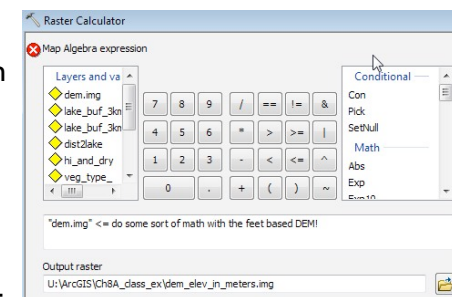 Raster Calculator
Map Algebra expression
Layers and va
dem.img
lake_buf_3km
lake_buf_3km
dist2lake
hi_and_dry
veg_type_
7 8 9 / == != &
4 5 6 * > >= |
1 2 3 - < <= ^
0 . + ( ) ~
Conditional
Con
Pick
SetNull
Math
Abs
Exp
Exp10
"dem.img" <= do some sort of math with the feet based DEM!
Output raster
U:\ArcGIS\Ch8A_class_ex\dem_elev_in_meters.img